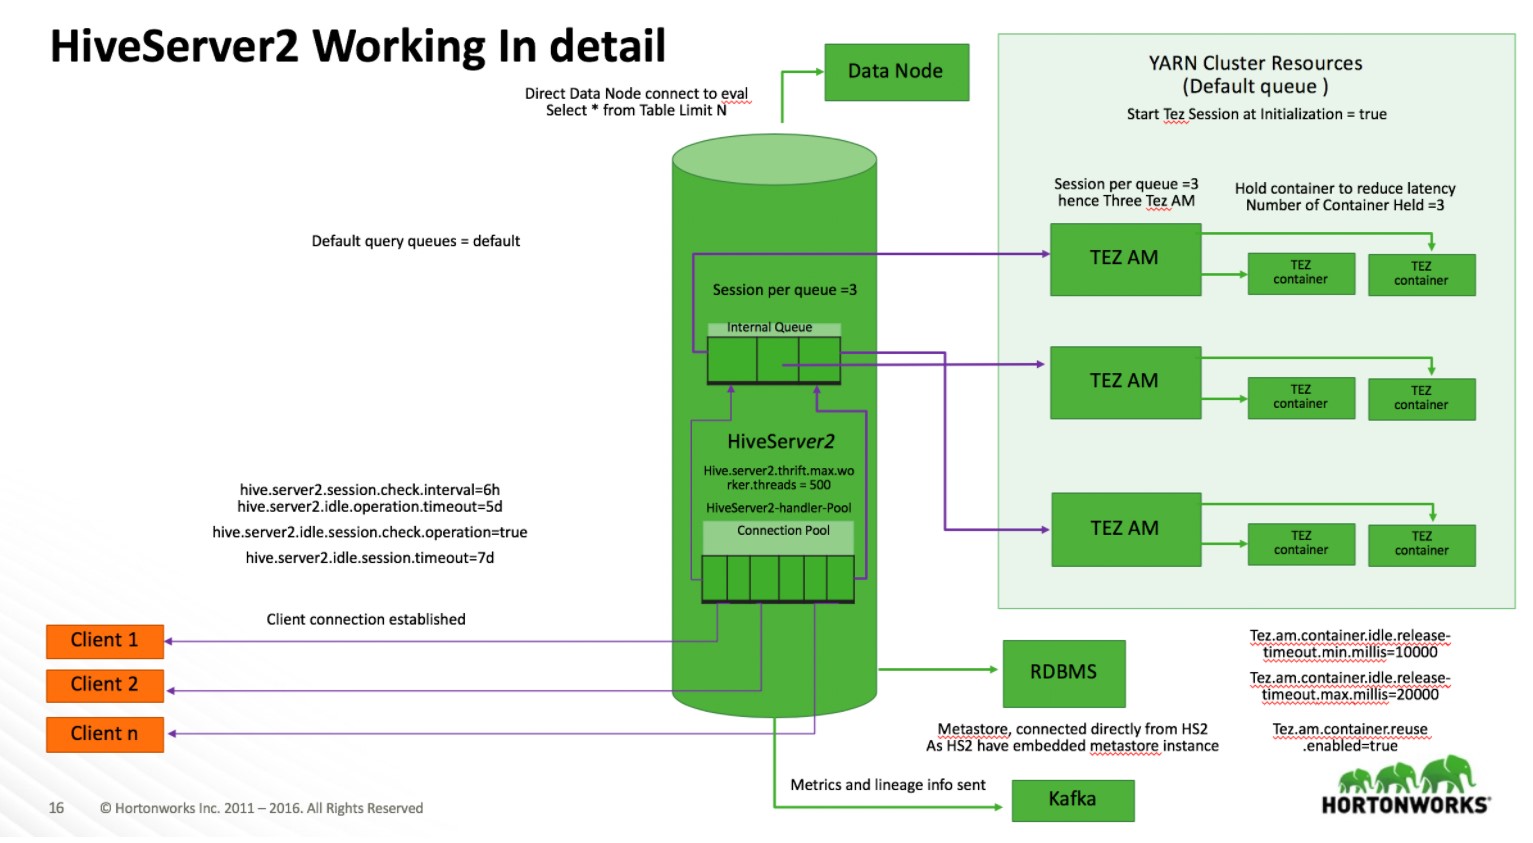 HiveServer2 Working In detail
Direct Data Node connect to eval
Select * from Table Limit N
Data Node
YARN Cluster Resources
(Default queue )
Start Tez Session at Initialization = true
Session per queue =3
hence Three Tez AM
Hold container to reduce latency
Number of Container Held =3
Default query queues = default
TEZ AM
TEZ
container
TEZ
container
Session per queue =3
Internal Queue
TEZ AM
TEZ
container
TEZ
container
HiveServer2
Hive.server2.thrift.max.wo
rker.threads = 500
HiveServer2-handler-Pool
Connection Pool
TEZ AM
TEZ
container
TEZ
container
hive.server2.session.check.interval=6h
hive.server2.idle.operation.timeout=5d
hive.server2.idle.session.check.operation=true
hive.server2.idle.session.timeout=7d
Client connection established
Client 1
Client 2
Client n
RDBMS
Metastore, connected directly from HS2
As HS2 have embedded metastore instance
Tez.am.container.idle.release-
timeout.min.millis=10000
Tez.am.container.idle.release-
timeout.max.millis=20000
Tez.am.container.reuse
.enabled=true
Metrics and lineage info sent
Kafka
HORTONWORKS
16 © Hortonworks Inc. 2011 – 2016. All Rights Reserved